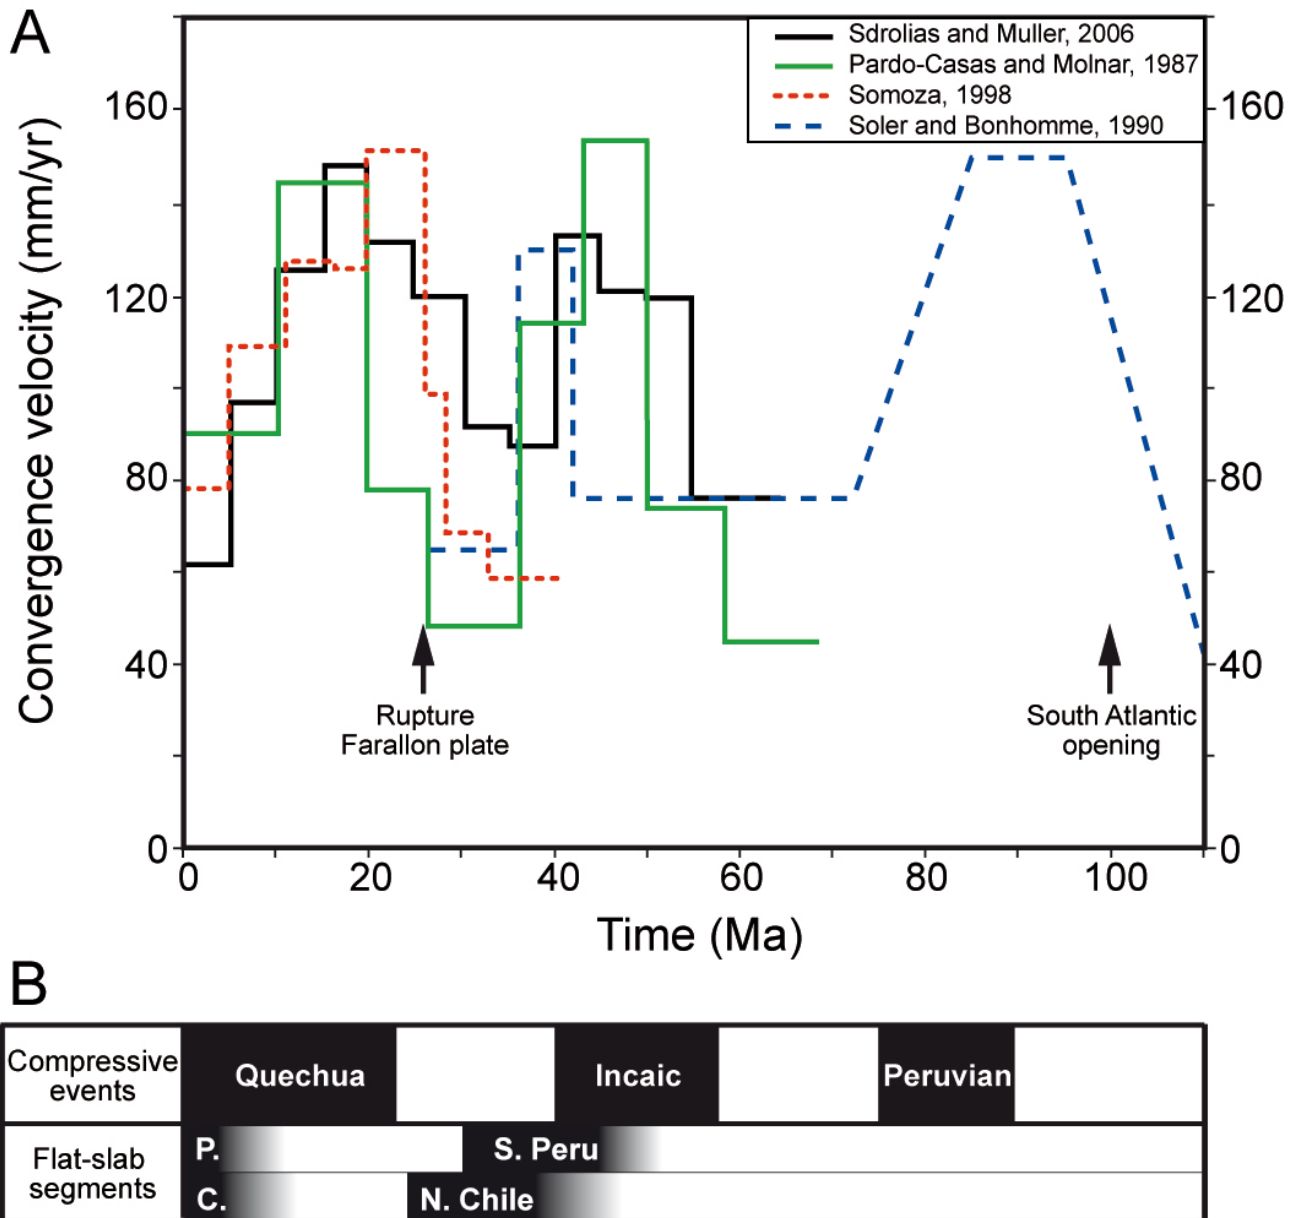 A
Sdrolias and Muller, 2006
Pardo-Casas and Molnar, 1987
Somoza, 1998
Soler and Bonhomme, 1990
Convergence velocity (mm/yr)
160
120
80
40
0
160
120
80
40
0
Rupture
Farallon plate
South Atlantic
opening
0 20 40 60 80 100
Time (Ma)
B
Compressive
events
Quechua
Incaic
Peruvian
Flat-slab
segments
P.
S. Peru
C.
N. Chile